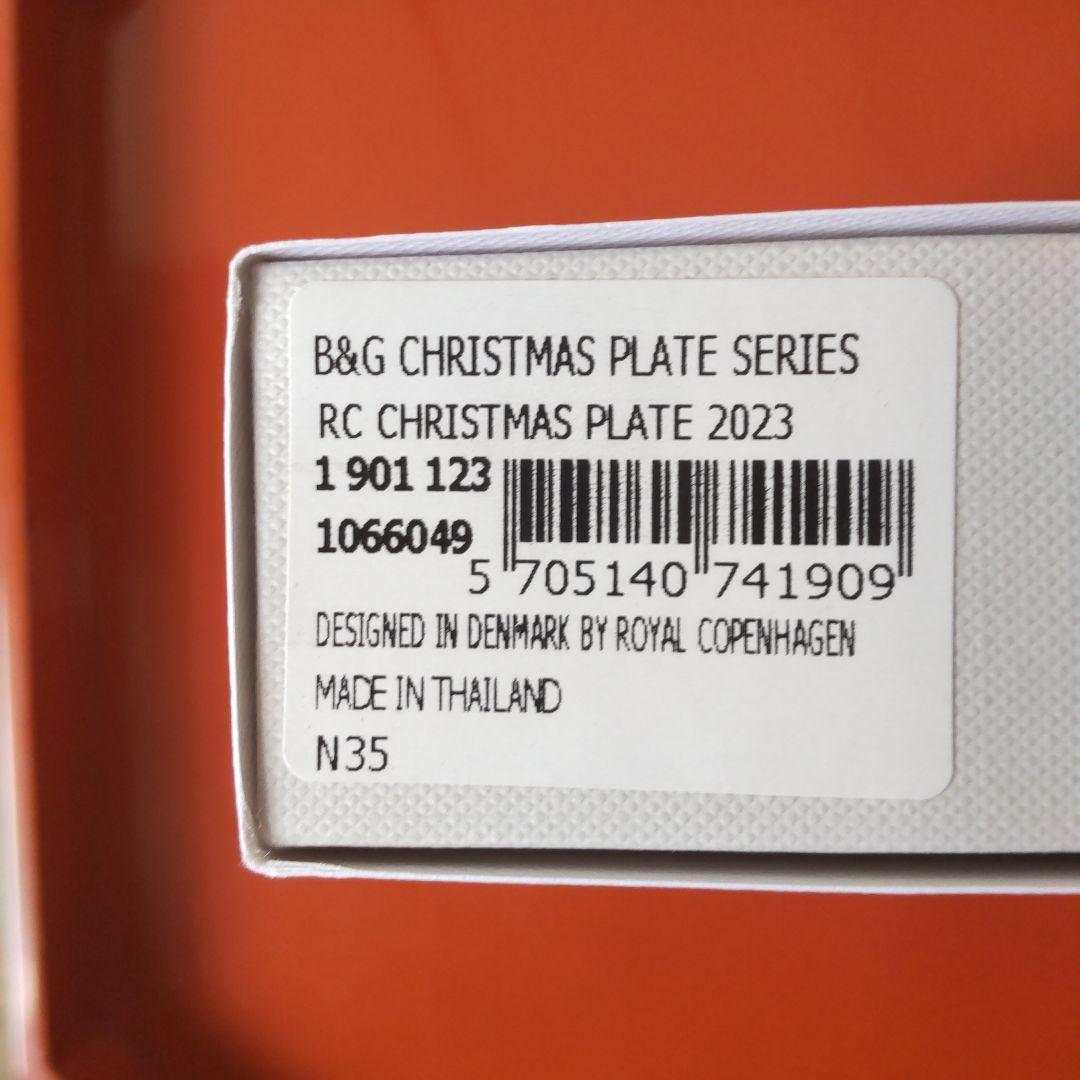 B&G CHRISTMAS PLATE SERIES
RC CHRISTMAS PLATE 2023
1 901 123
1066049
5 705140 741909
DESIGNED IN DENMARK BY ROYAL COPENHAGEN
MADE IN THAILAND
N35